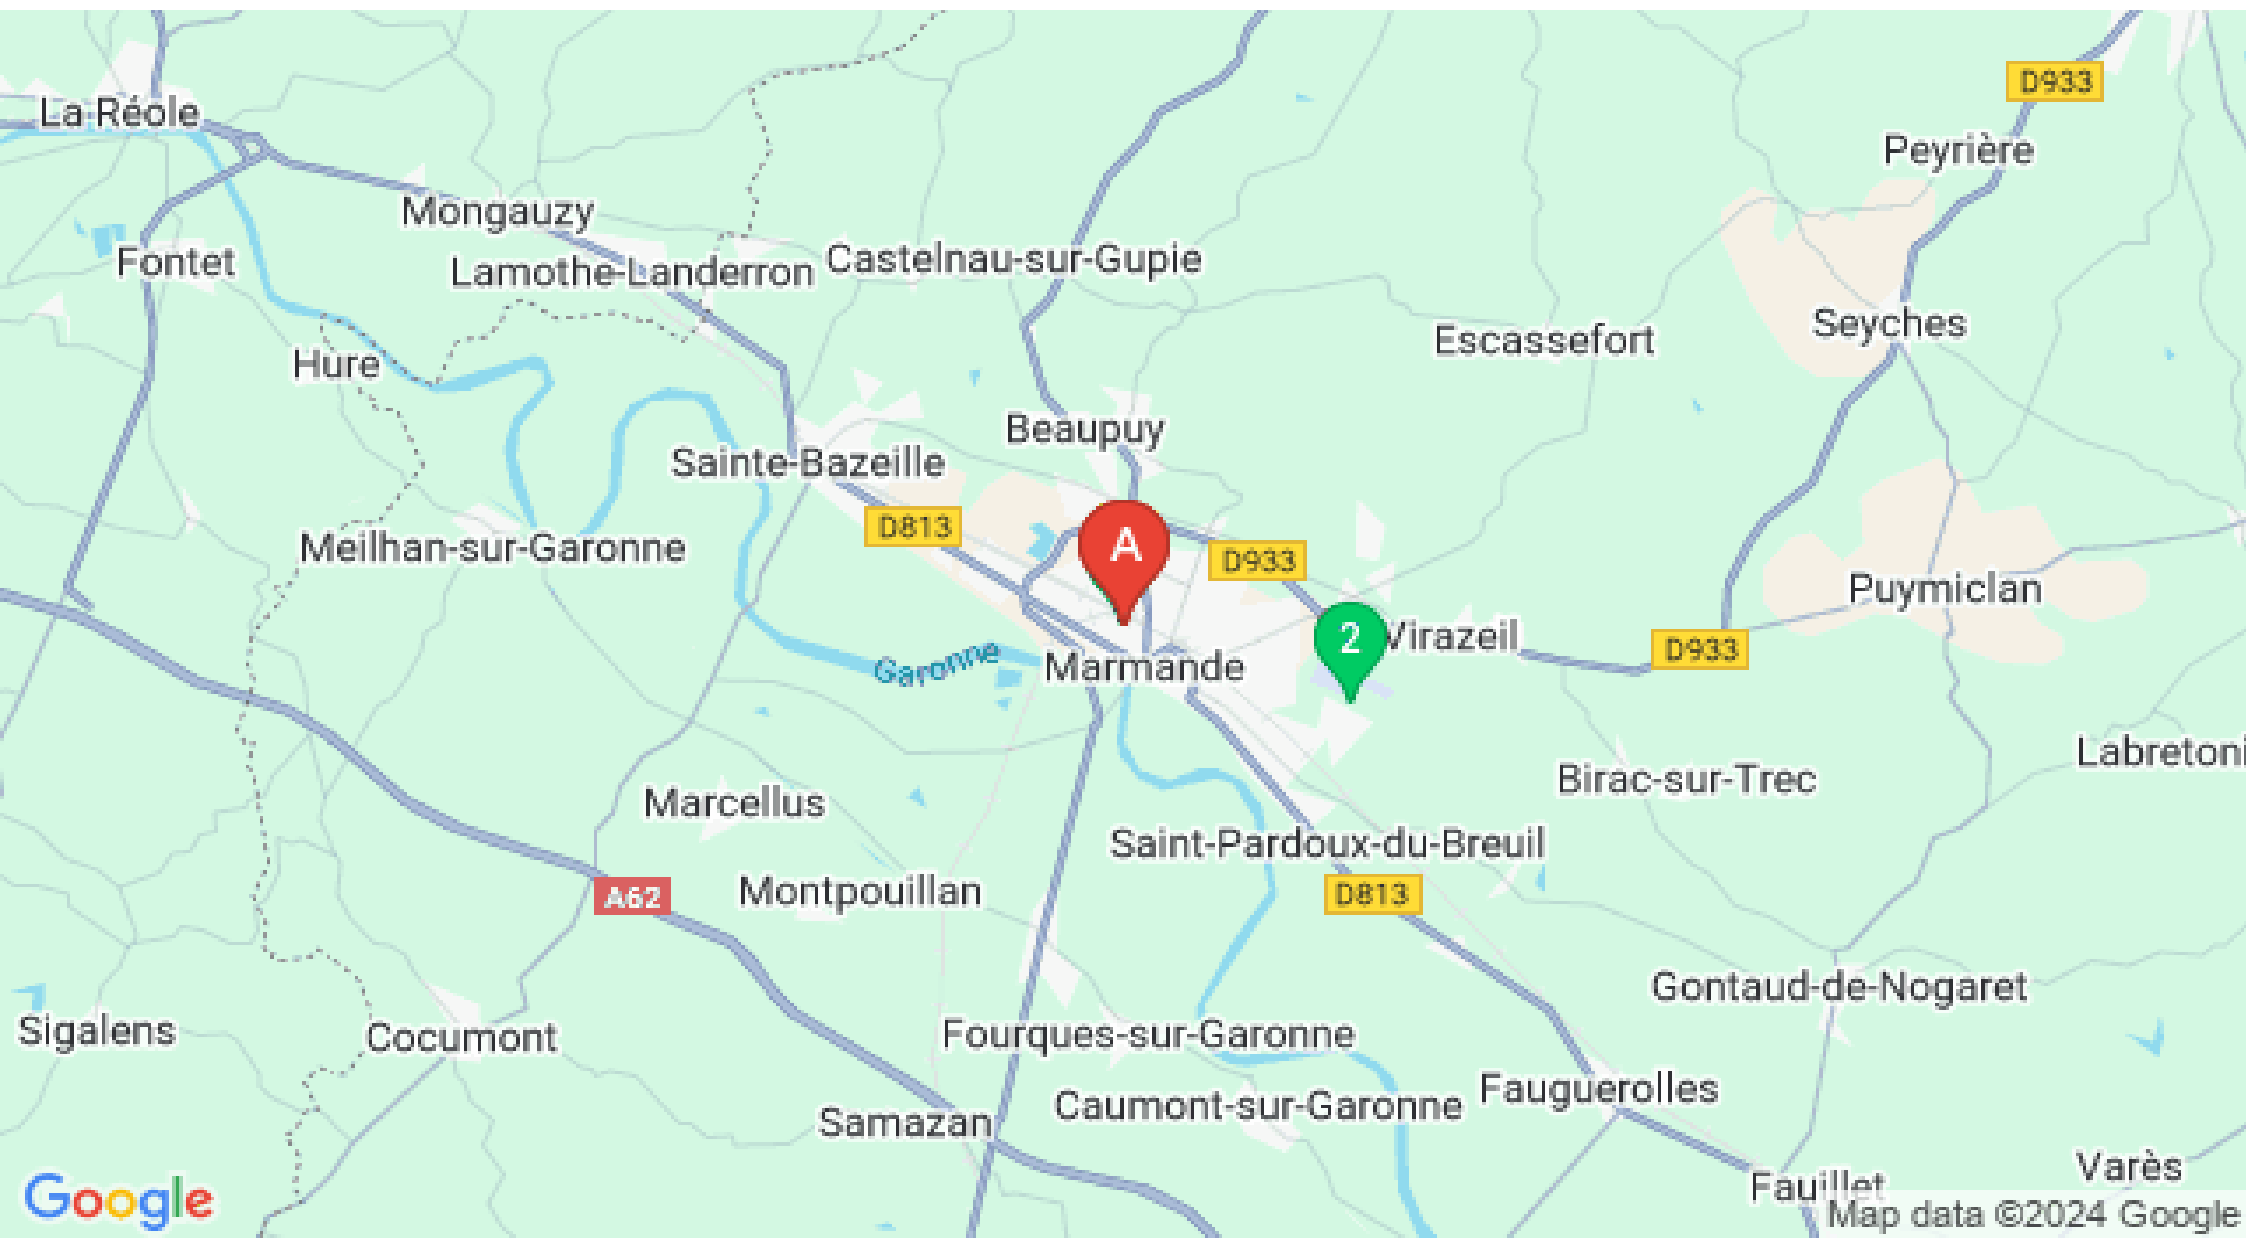 D933
La Réole
Peyrière
Mongauzy
Fontet
Castelnau-sur-Gupie
Lamothe-Landerron
Seyches
Escassefort
Hure
Beaupuy
Sainte-Bazeille
D813
A
Meilhan-sur-Garonne
D933
Puymiclan
2
Virazeil
D933
Garonne
Marmande
Labretoni
Birac-sur-Trec
Marcellus
Saint-Pardoux-du-Breuil
Montpouillan
A62
D813
Gontaud-de-Nogaret
Sigalens
Cocumont
Fourques-sur-Garonne
Fauguerolles
Caumont-sur-Garonne
Samazan
Varès
Fauillet
Google
Map data ©2024 Google